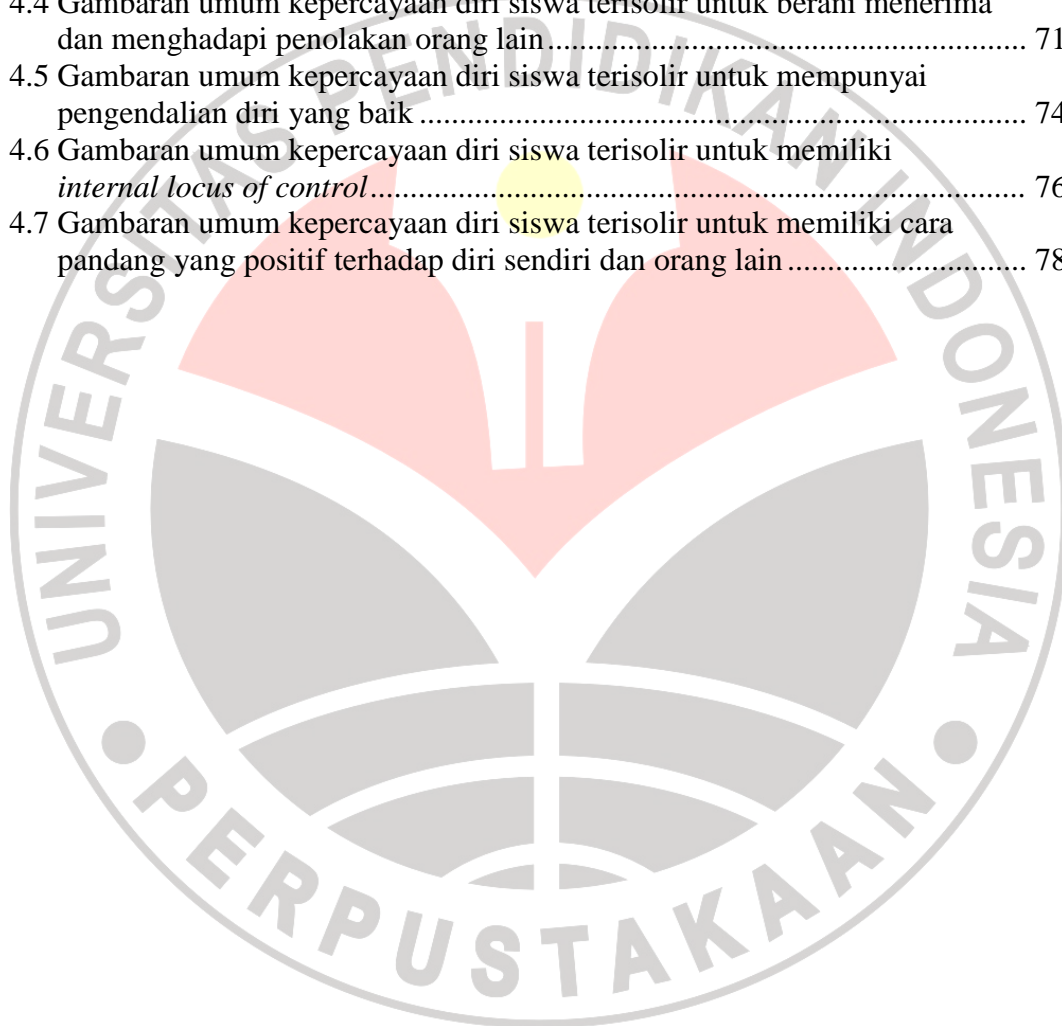 4.4 Gambaran umum kepercayaan diri siswa terisolir untuk berani menerima
dan menghadapi penolakan orang lain ........................................................ 71
4.5 Gambaran umum kepercayaan diri siswa terisolir untuk mempunyai
pengendalian diri yang baik ........................................................................ 74
4.6 Gambaran umum kepercayaan diri siswa terisolir untuk memiliki
internal locus of control .............................................................................. 76
4.7 Gambaran umum kepercayaan diri siswa terisolir untuk memiliki cara
pandang yang positif terhadap diri sendiri dan orang lain ............................ 78
UNIVERSITAS PENDIDIKAN INDONESIA
PERPUSTAKAAN